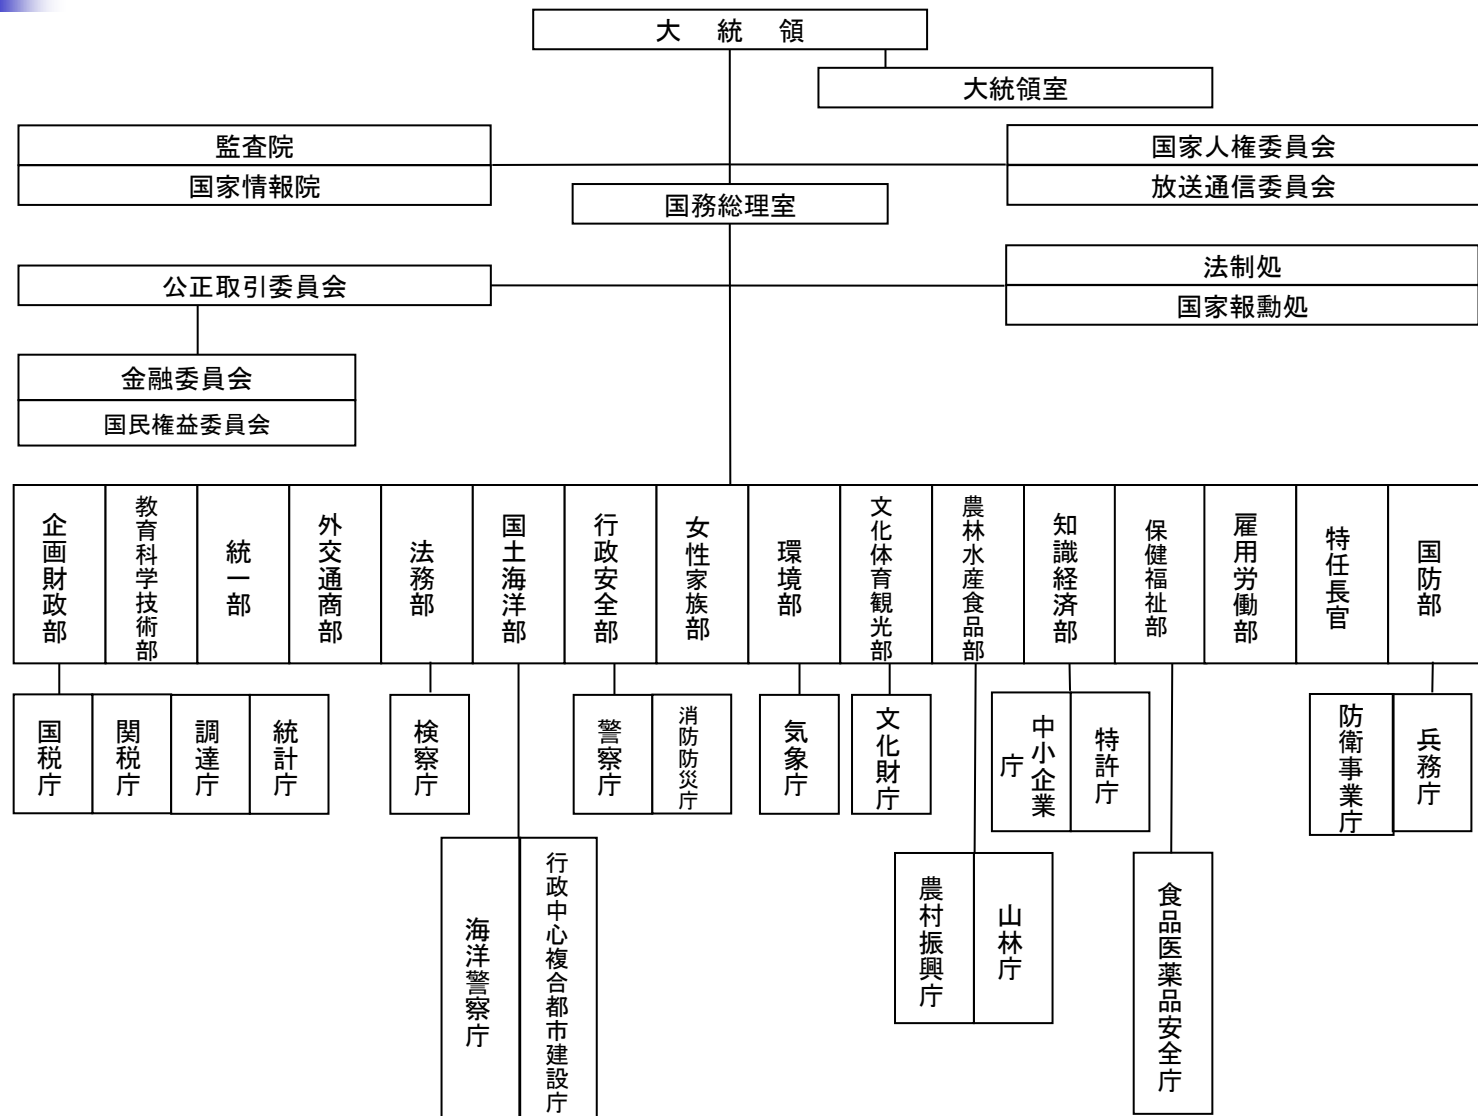 大　統　領
大統領室
監査院
国家情報院
国家人権委員会
放送通信委員会
国務総理室
公正取引委員会
法制処
国家報勳処
金融委員会
国民権益委員会
企画財政部
教育科学技術部
統一部
外交通商部
法務部
国土海洋部
行政安全部
女性家族部
環境部
文化体育観光部
農林水産食品部
知識経済部
保健福祉部
雇用労働部
特任長官
国防部
国税庁
関税庁
調達庁
統計庁
検察庁
警察庁
消防防災庁
気象庁
文化財庁
中小企業
庁
特許庁
防衛事業庁
兵務庁
海洋警察庁
行政中心複合都市建設庁
農村振興庁
山林庁
食品医薬品安全庁